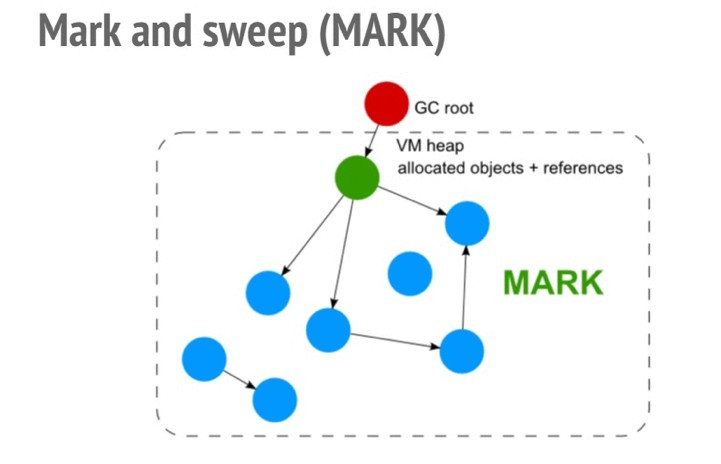 Mark and sweep (MARK)
GC root
VM heap
allocated objects + references
MARK